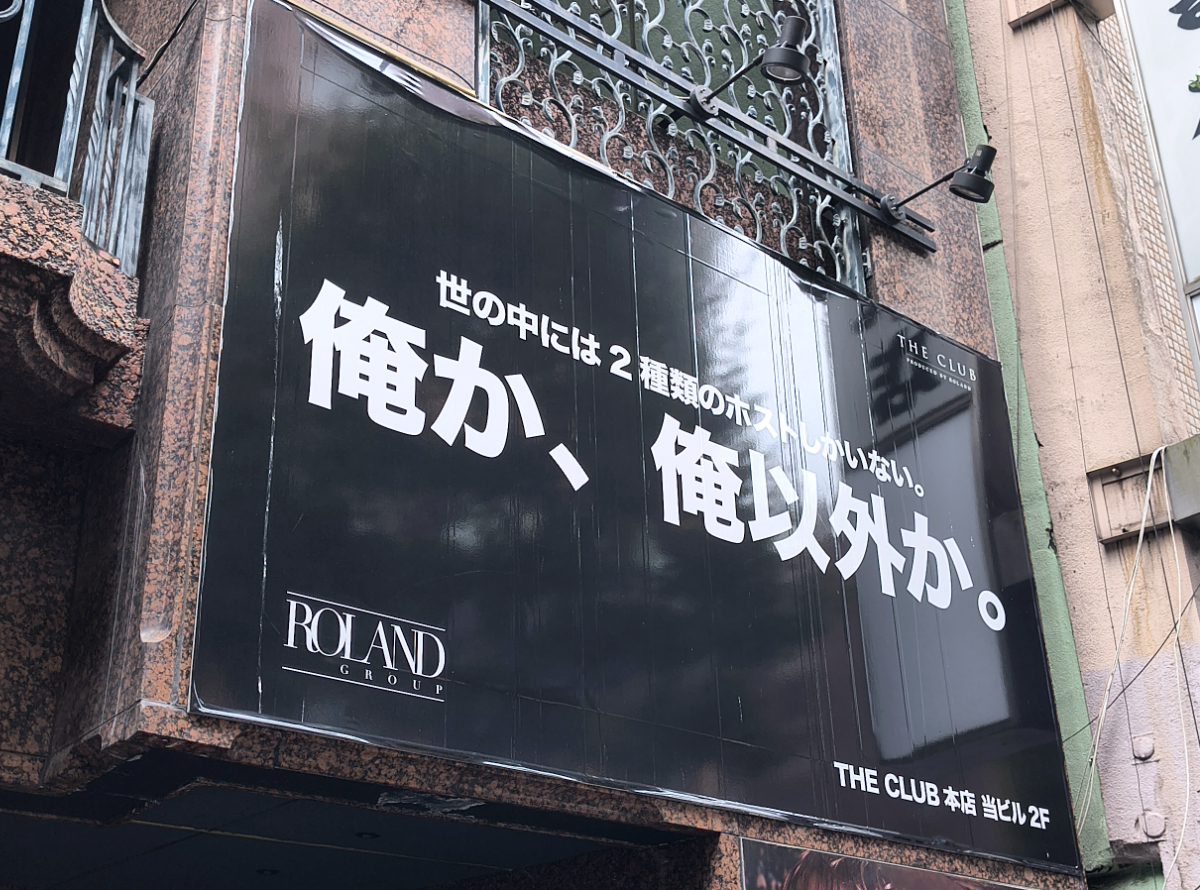 世の中には2種類のホストしかいない。
俺か、俺以外か。
THE CLUB
PRODUCED BY ROLAND
ROLAND
GROUP
THE CLUB 本店 当ビル2F